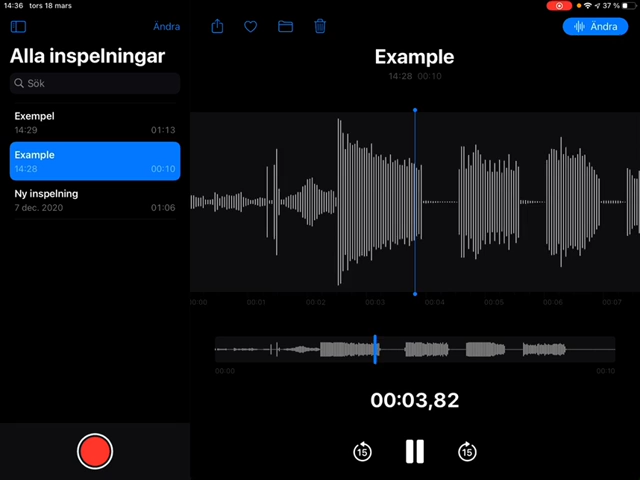 14:36 tors 18 mars
37 %
Ändra
Ändra
Alla inspelningar
Sök
Exempel
14:29 01:13
Example
14:28 00:10
Ny inspelning
7 dec. 2020 01:06
Example
14:28 00:10
00:00 00:01 00:02 00:03 00:04 00:05 00:06 00:07
00:00 00:10
00:03,82
15 15